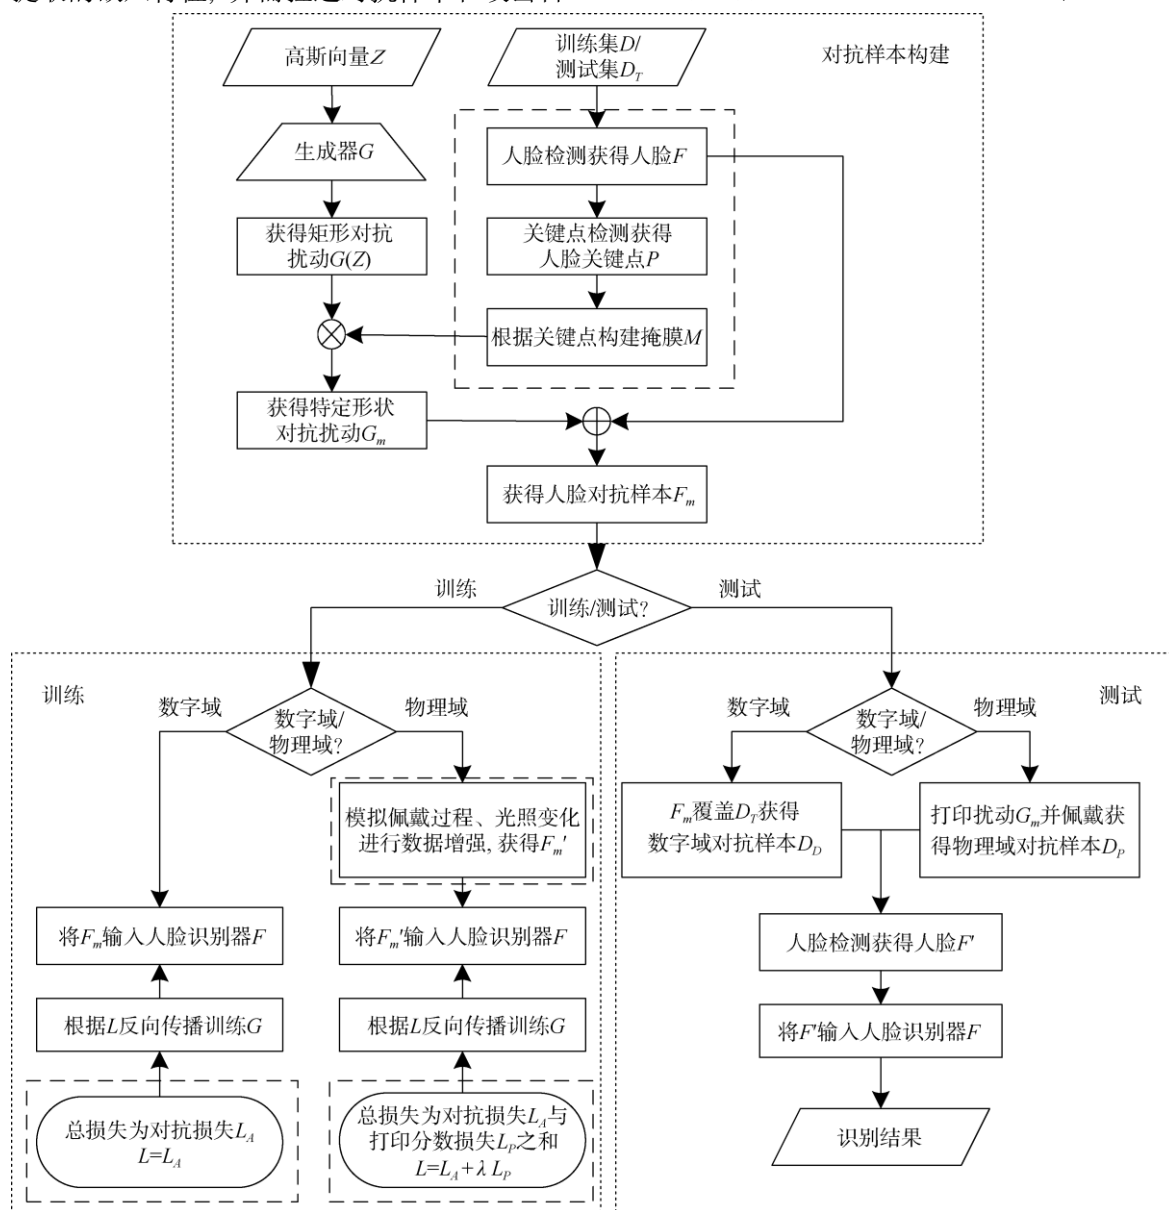 高斯向量Z
训练集D/
测试集D_T
对抗样本构建
生成器G
人脸检测获得人脸F
获得矩形对抗
扰动G(Z)
关键点检测获得
人脸关键点P
根据关键点构建掩膜M
获得特定形状
对抗扰动G_m
获得人脸对抗样本F_m
训练
训练/测试?
测试
训练
数字域
数字域/
物理域?
物理域
模拟佩戴过程、光照变化
进行数据增强, 获得F_m'
将F_m输入人脸识别器F
将F_m'输入人脸识别器F
根据L反向传播训练G
根据L反向传播训练G
总损失为对抗损失L_A
L=L_A
总损失为对抗损失L_A与
打印分数损失L_P之和
L=L_A+λ L_P
测试
数字域
数字域/
物理域?
物理域
F_m覆盖D_T获得
数字域对抗样本D_D
打印扰动G_m并佩戴获
得物理域对抗样本D_P
人脸检测获得人脸F'
将F'输入人脸识别器F
识别结果